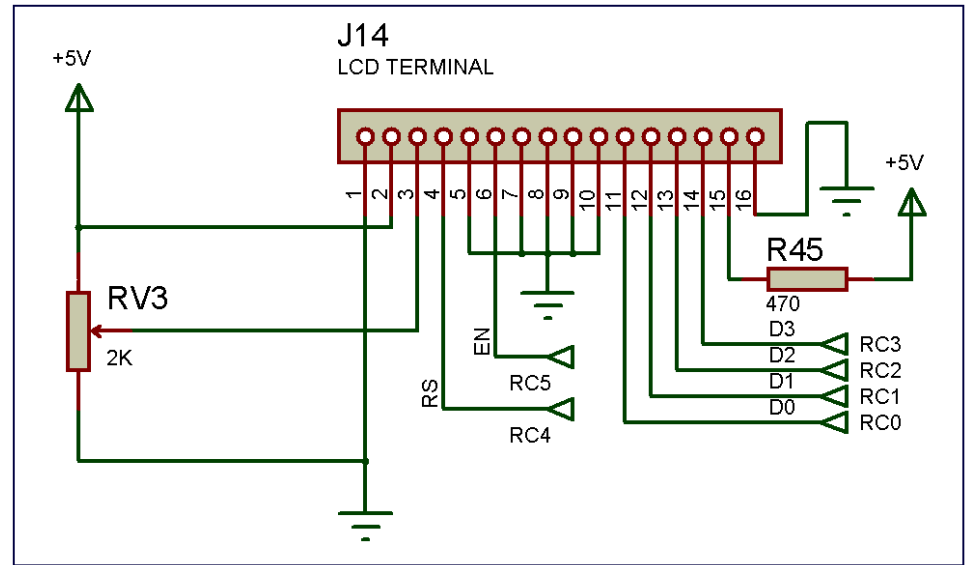 J14
LCD TERMINAL
+5V
+5V
1
2
3
4
5
6
7
8
9
10
11
12
13
14
15
16
R45
470
RV3
2K
EN
RS
RC5
RC4
D3
RC3
D2
RC2
D1
RC1
D0
RC0